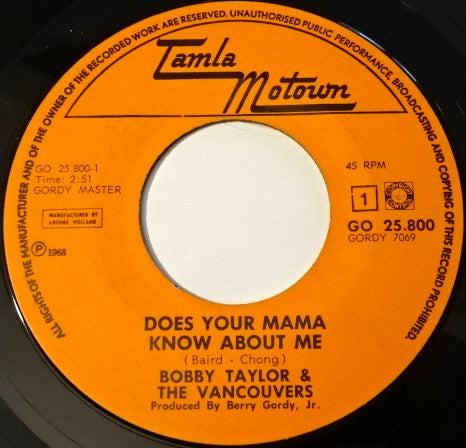 ALL RIGHTS OF THE MANUFACTURER AND OF THE OWNER OF THE RECORDED WORK ARE RESERVED. UNAUTHORISED PUBLIC PERFORMANCE, BROADCASTING AND COPYING OF THIS RECORD PROHIBITED.
Tamla
Motown
GO 25.800-1
Time: 2:51
GORDY MASTER
45 RPM
MANUFACTURED BY
ARTONE HOLLAND
1
GO 25.800
GORDY 7069
℗ 1968
DOES YOUR MAMA
KNOW ABOUT ME
(Baird - Chong)
BOBBY TAYLOR &
THE VANCOUVERS
Produced By Berry Gordy, Jr.